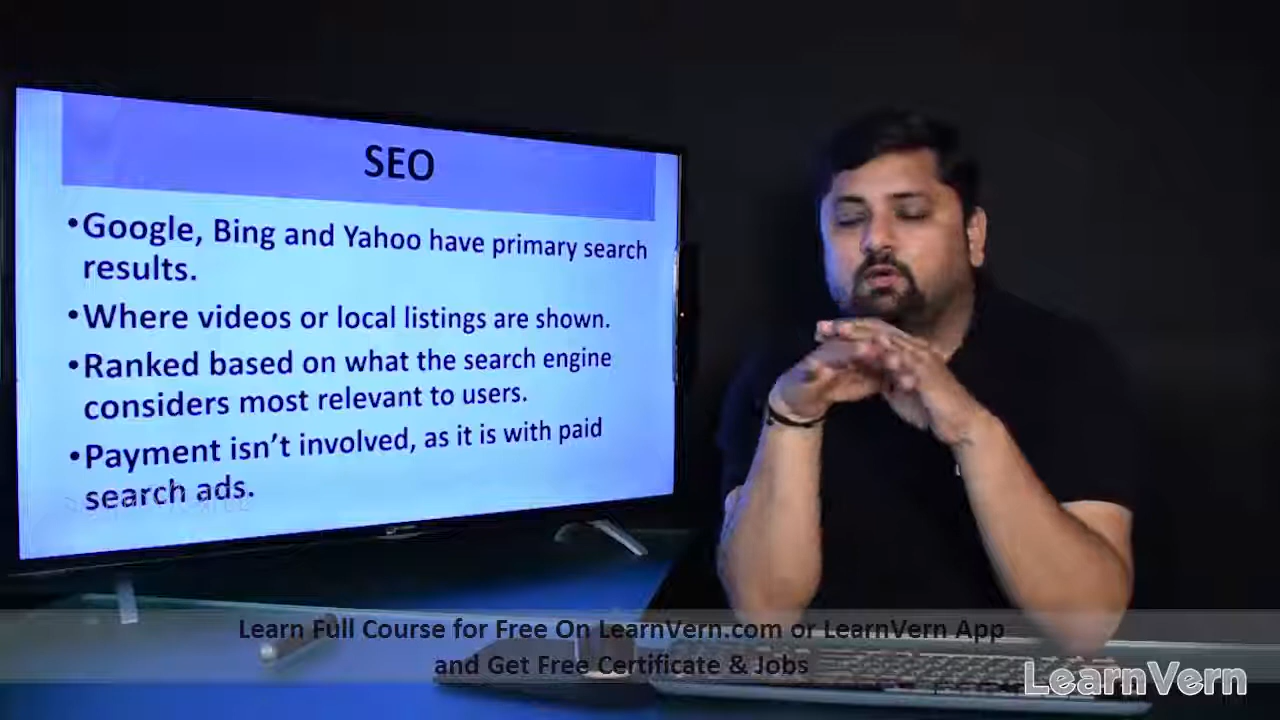 SEO
•Google, Bing and Yahoo have primary search
results.
•Where videos or local listings are shown.
•Ranked based on what the search engine
considers most relevant to users.
•Payment isn't involved, as it is with paid
search ads.
Learn Full Course for Free On LearnVern.com or LearnVern App
and Get Free Certificate & Jobs
LearnVern